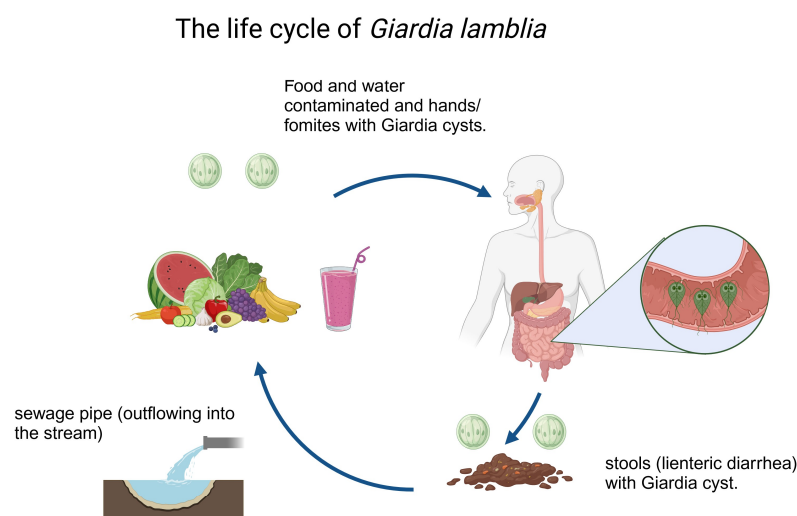 The life cycle of Giardia lamblia
Food and water
contaminated and hands/
fomites with Giardia cysts.
sewage pipe (outflowing into
the stream)
stools (lienteric diarrhea)
with Giardia cyst.